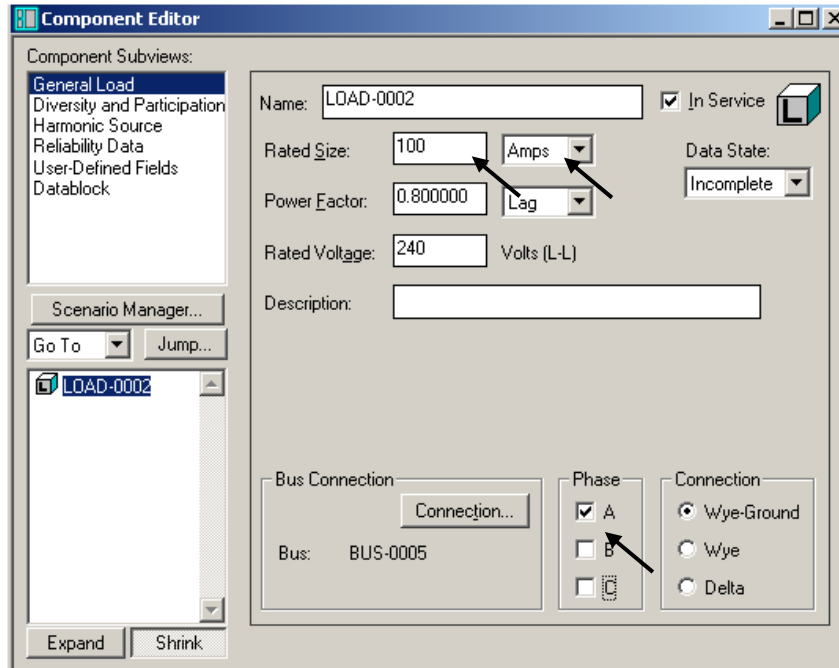 Component Editor
Component Subviews:
General Load
Diversity and Participation
Harmonic Source
Reliability Data
User-Defined Fields
Datablock
Scenario Manager...
Go To
Jump...
LOAD-0002
Expand
Shrink
Name: LOAD-0002
In Service
L
Rated Size: 100 Amps
Data State:
Incomplete
Power Factor: 0.800000 Lag
Rated Voltage: 240 Volts (L-L)
Description:
Bus Connection
Connection...
Bus: BUS-0005
Phase
A
B
C
Connection
Wye-Ground
Wye
Delta